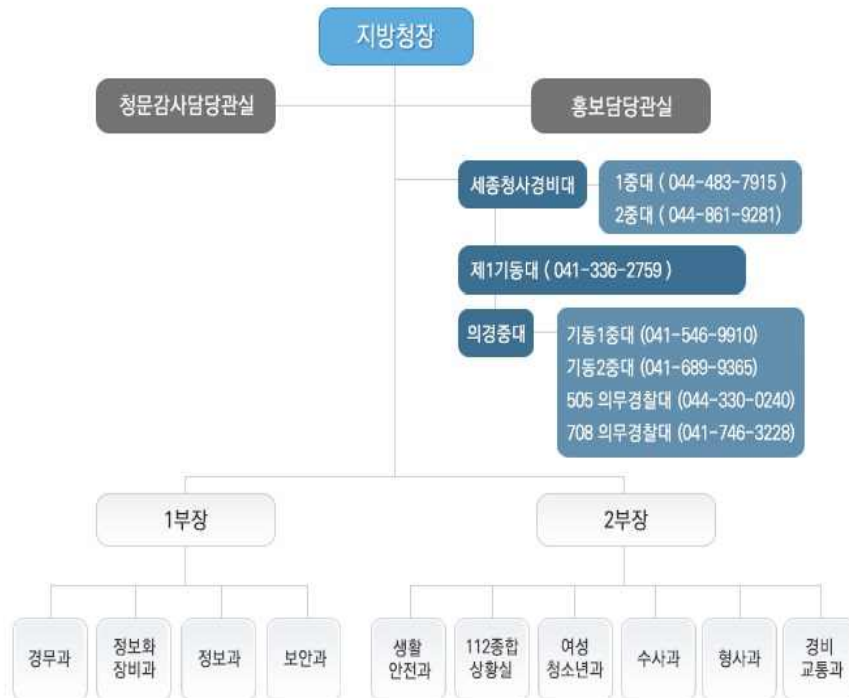 지방청장
청문감사담당관실
홍보담당관실
세종청사경비대
1중대 ( 044-483-7915 )
2중대 ( 044-861-9281)
제1기동대 ( 041-336-2759 )
의경중대
기동1중대 (041-546-9910)
기동2중대 (041-689-9365)
505 의무경찰대 (044-330-0240)
708 의무경찰대 (041-746-3228)
1부장
2부장
경무과
정보화
장비과
정보과
보안과
생활
안전과
112종합
상황실
여성
청소년과
수사과
형사과
경비
교통과